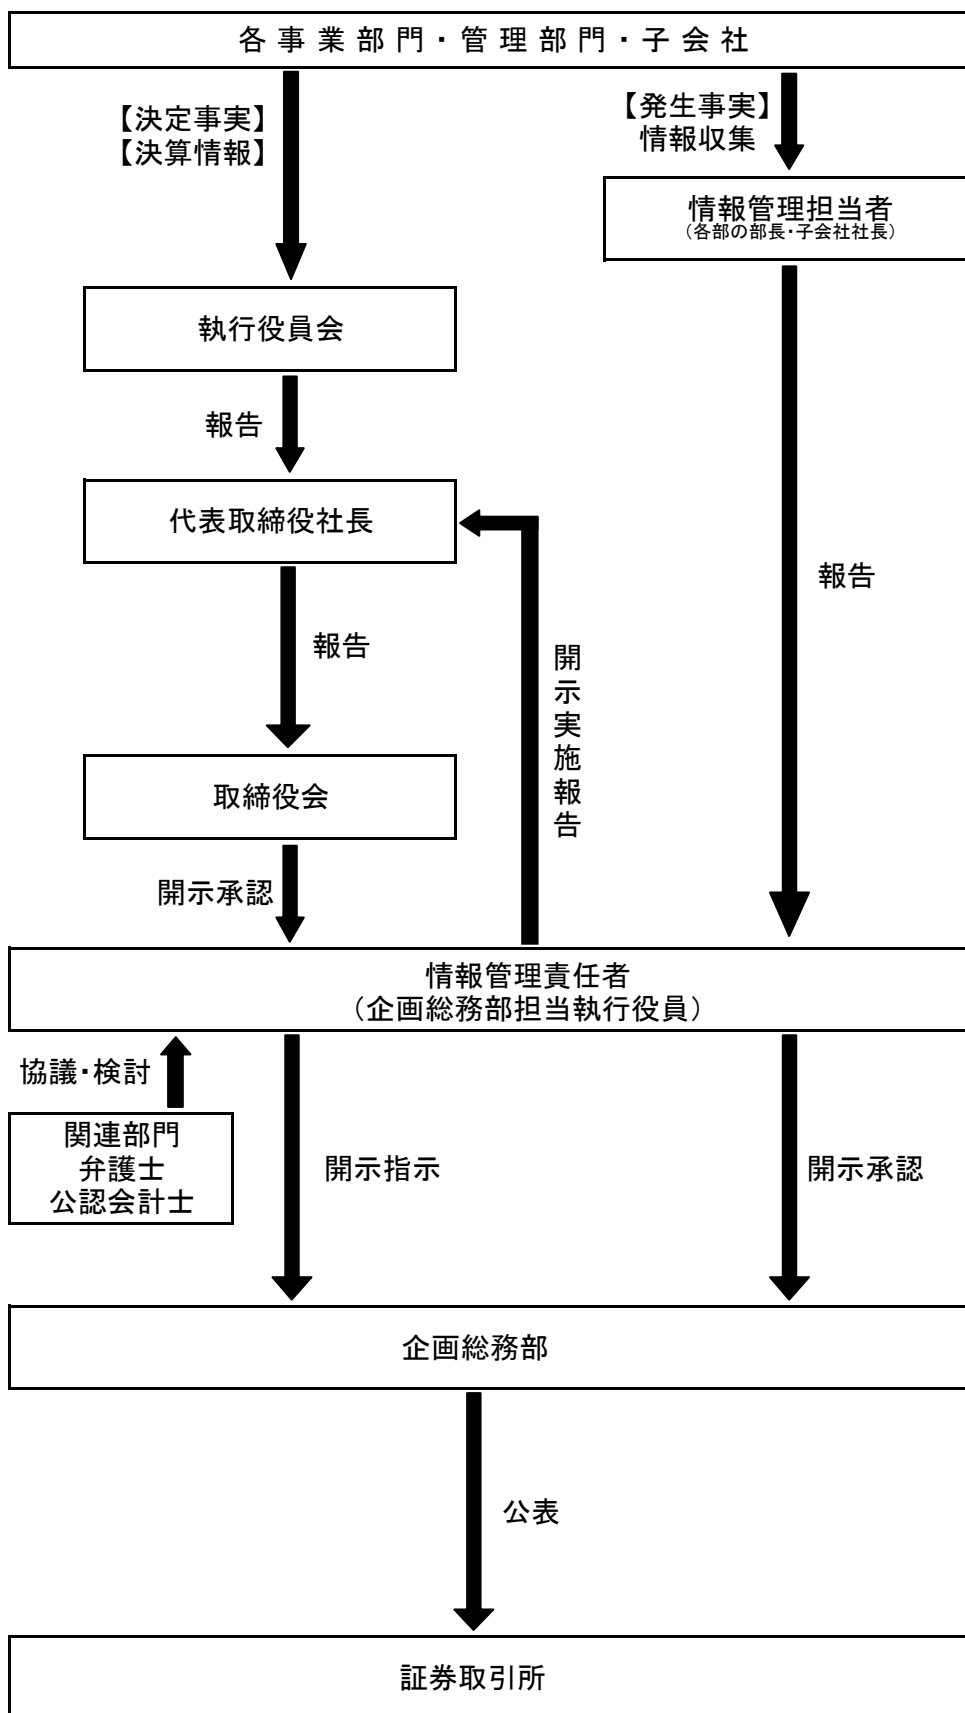 各事業部門・管理部門・子会社
【決定事実】
【決算情報】
【発生事実】
情報収集
情報管理担当者
（各部の部長・子会社社長）
執行役員会
報告
代表取締役社長
報告
報告
開示実施報告
取締役会
開示承認
情報管理責任者
（企画総務部担当執行役員）
協議・検討
関連部門
弁護士
公認会計士
開示指示
開示承認
企画総務部
公表
証券取引所